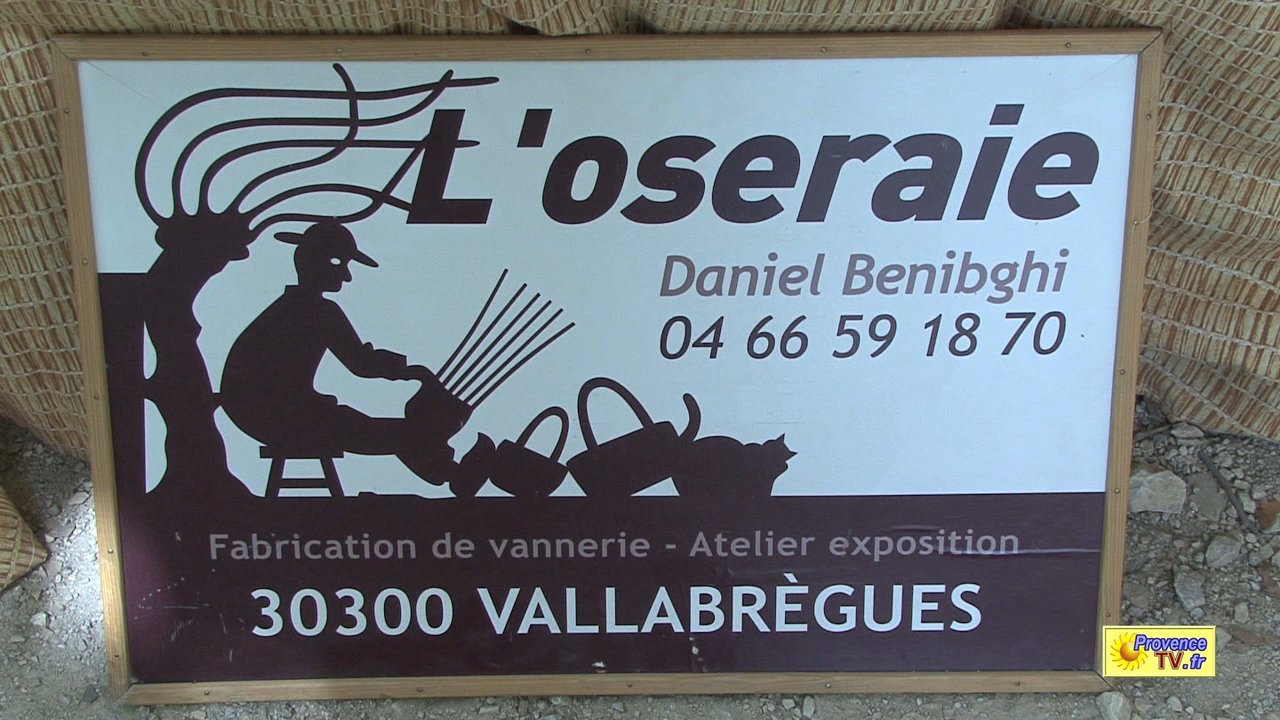 L'oseraie
Daniel Benibghi
04 66 59 18 70
Fabrication de vannerie - Atelier exposition
30300 VALLABRÈGUES
Provence
TV.fr